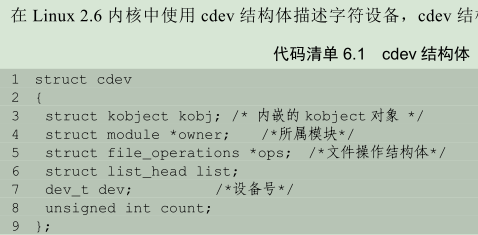 在 Linux 2.6 内核中使用 cdev 结构体描述字符设备，cdev 结
代码清单 6.1 cdev 结构体
1 struct cdev
2 {
3 struct kobject kobj; /* 内嵌的 kobject 对象 */
4 struct module *owner; /*所属模块*/
5 struct file_operations *ops; /*文件操作结构体*/
6 struct list_head list;
7 dev_t dev; /*设备号*/
8 unsigned int count;
9 };